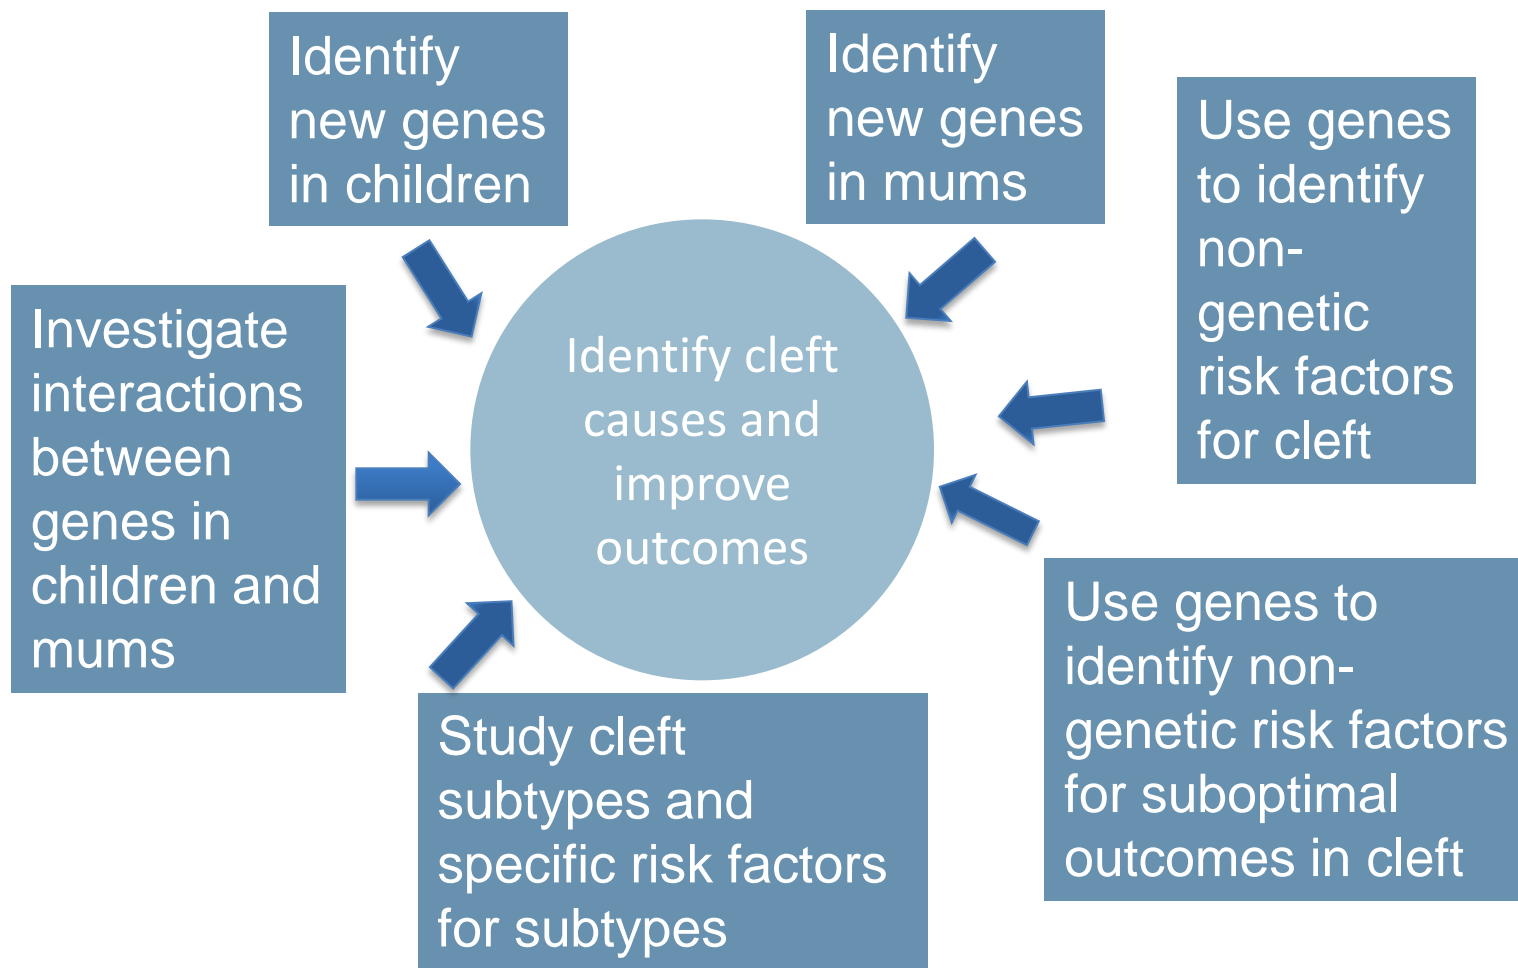 Identify
new genes
in children
Identify
new genes
in mums
Use genes
to identify
non-
genetic
risk factors
for cleft
Investigate
interactions
between
genes in
children and
mums
Identify cleft
causes and
improve
outcomes
Use genes to
identify non-
genetic risk factors
for suboptimal
outcomes in cleft
Study cleft
subtypes and
specific risk factors
for subtypes